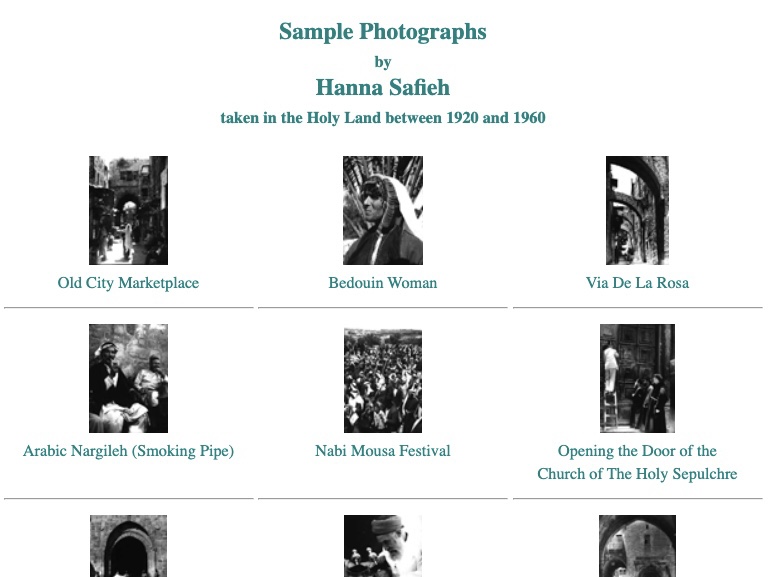 Sample Photographs
by
Hanna Safieh
taken in the Holy Land between 1920 and 1960
Old City Marketplace
Bedouin Woman
Via De La Rosa
Arabic Nargileh (Smoking Pipe)
Nabi Mousa Festival
Opening the Door of the
Church of The Holy Sepulchre